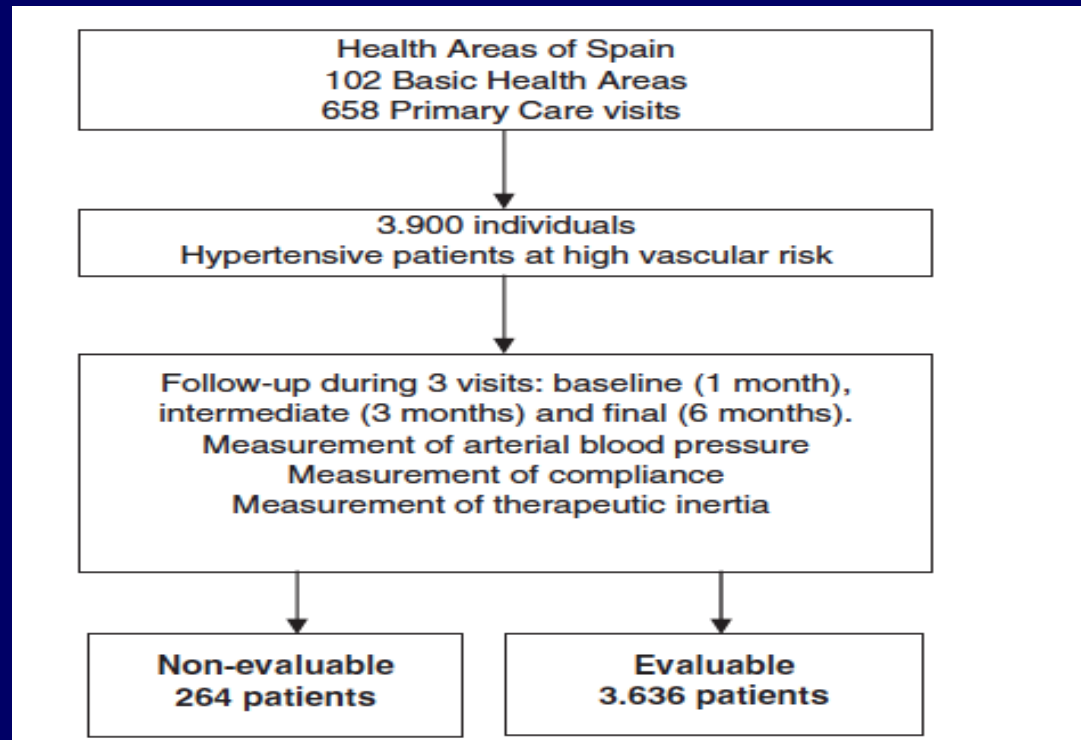 Health Areas of Spain
102 Basic Health Areas
658 Primary Care visits
3.900 individuals
Hypertensive patients at high vascular risk
Follow-up during 3 visits: baseline (1 month),
intermediate (3 months) and final (6 months).
Measurement of arterial blood pressure
Measurement of compliance
Measurement of therapeutic inertia
Non-evaluable
264 patients
Evaluable
3.636 patients